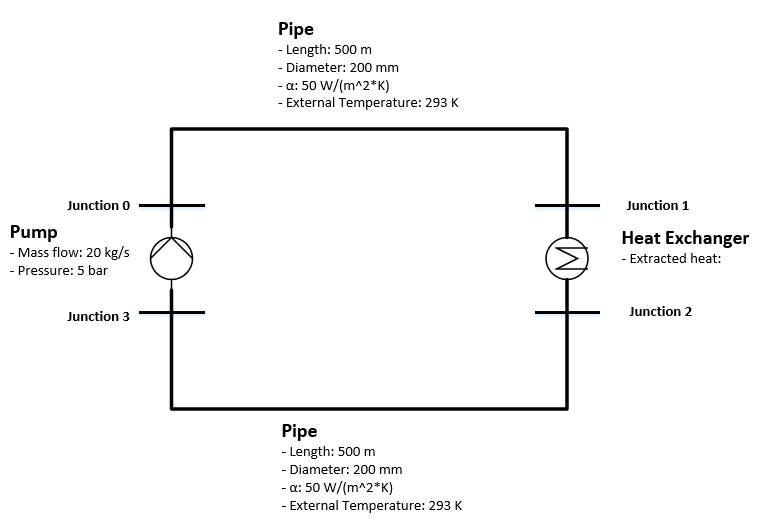 Pipe
- Length: 500 m
- Diameter: 200 mm
- α: 50 W/(m^2*K)
- External Temperature: 293 K
Junction 0
Junction 1
Pump
- Mass flow: 20 kg/s
- Pressure: 5 bar
Heat Exchanger
- Extracted heat:
Junction 3
Junction 2
Pipe
- Length: 500 m
- Diameter: 200 mm
- α: 50 W/(m^2*K)
- External Temperature: 293 K